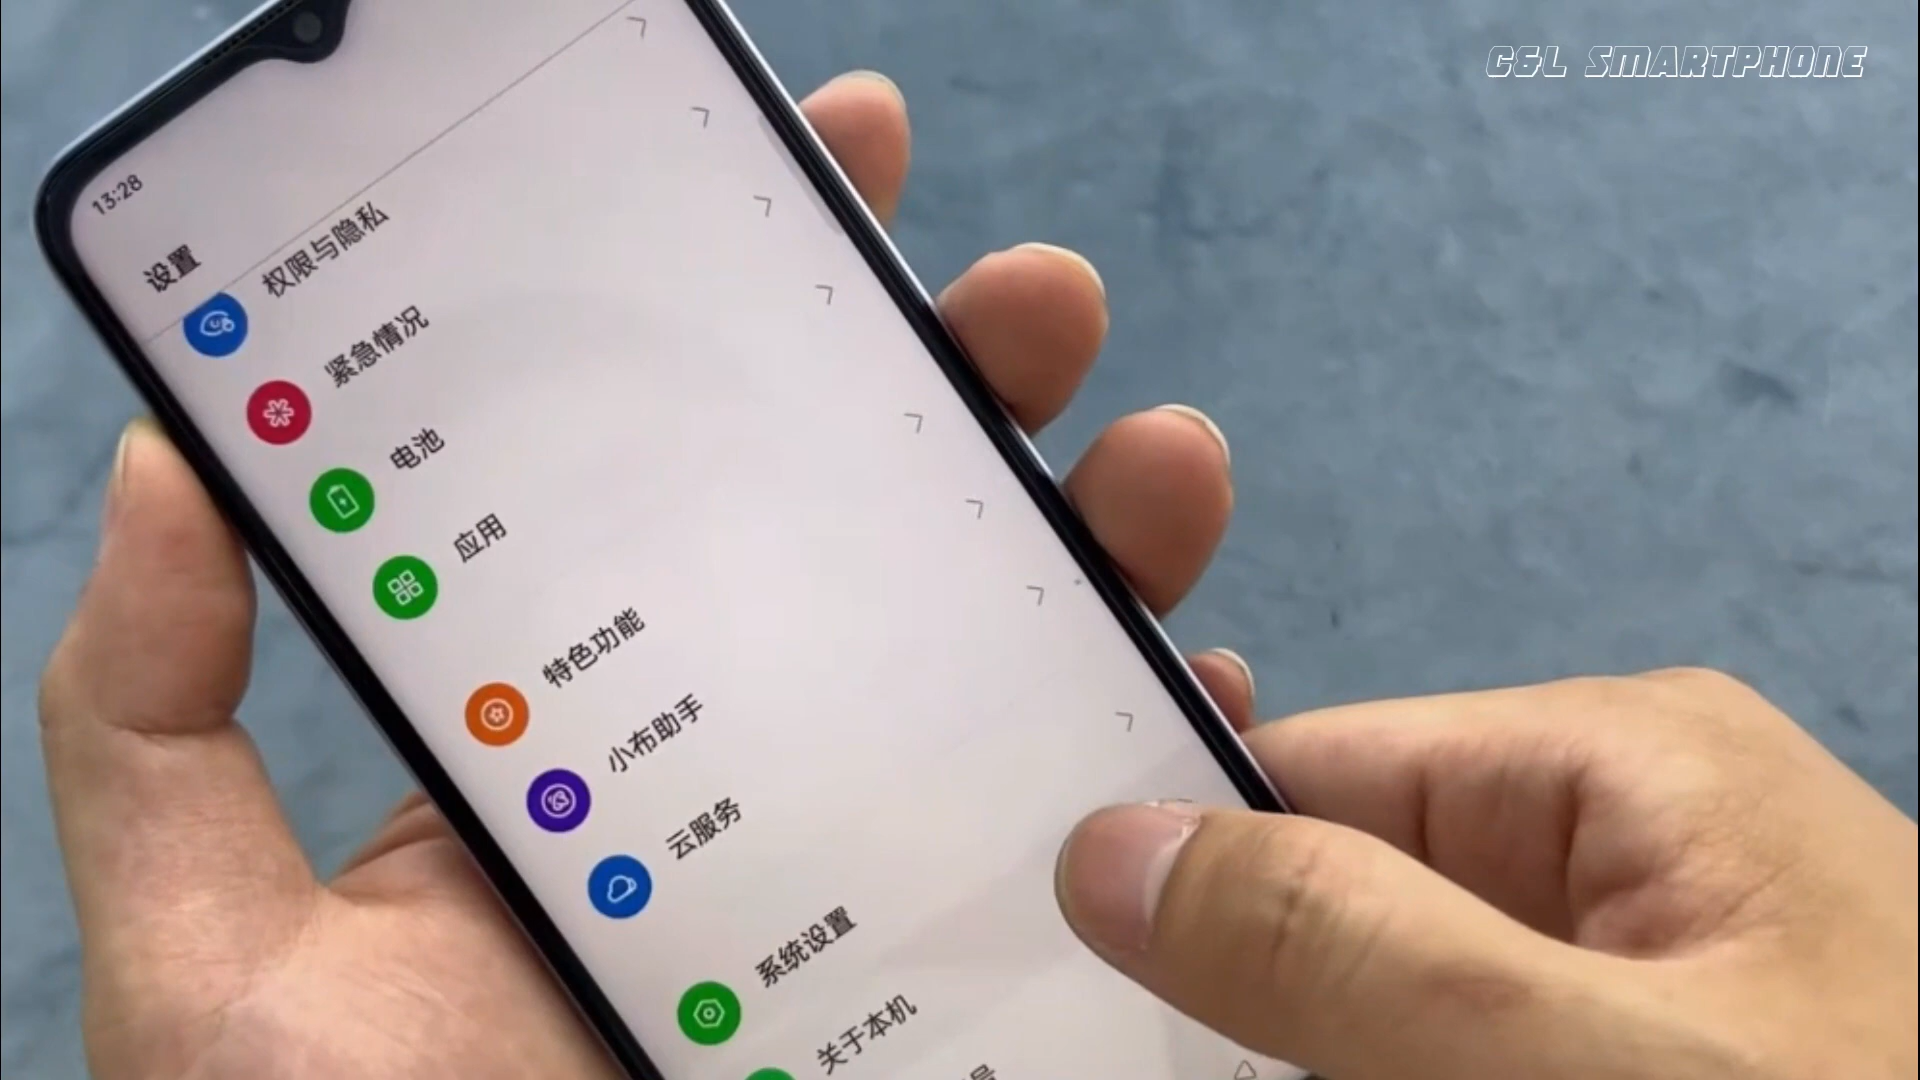 C&L SMARTPHONE
13:28
设置
权限与隐私
紧急情况
电池
应用
特色功能
小布助手
云服务
系统设置
关于本机
号